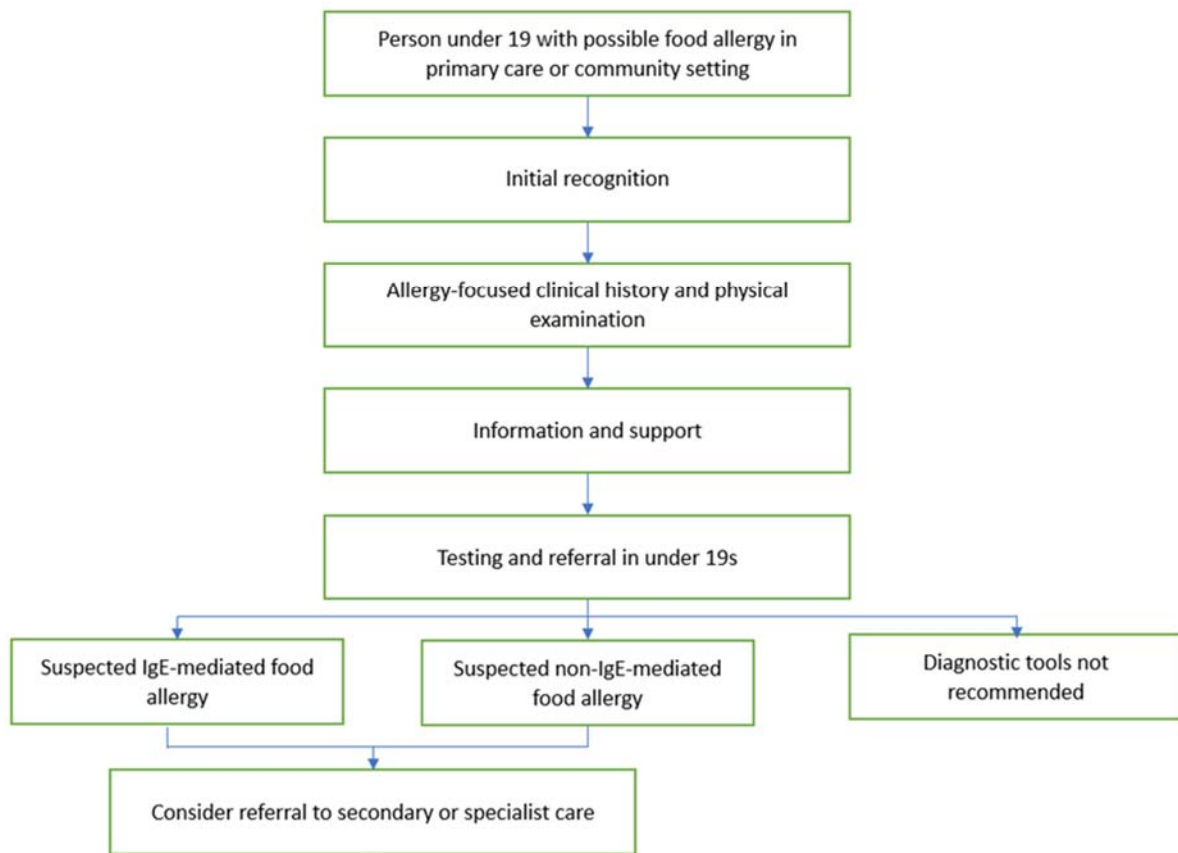 Person under 19 with possible food allergy in
primary care or community setting
Initial recognition
Allergy-focused clinical history and physical
examination
Information and support
Testing and referral in under 19s
Suspected IgE-mediated food
allergy
Suspected non-IgE-mediated
food allergy
Diagnostic tools not
recommended
Consider referral to secondary or specialist care